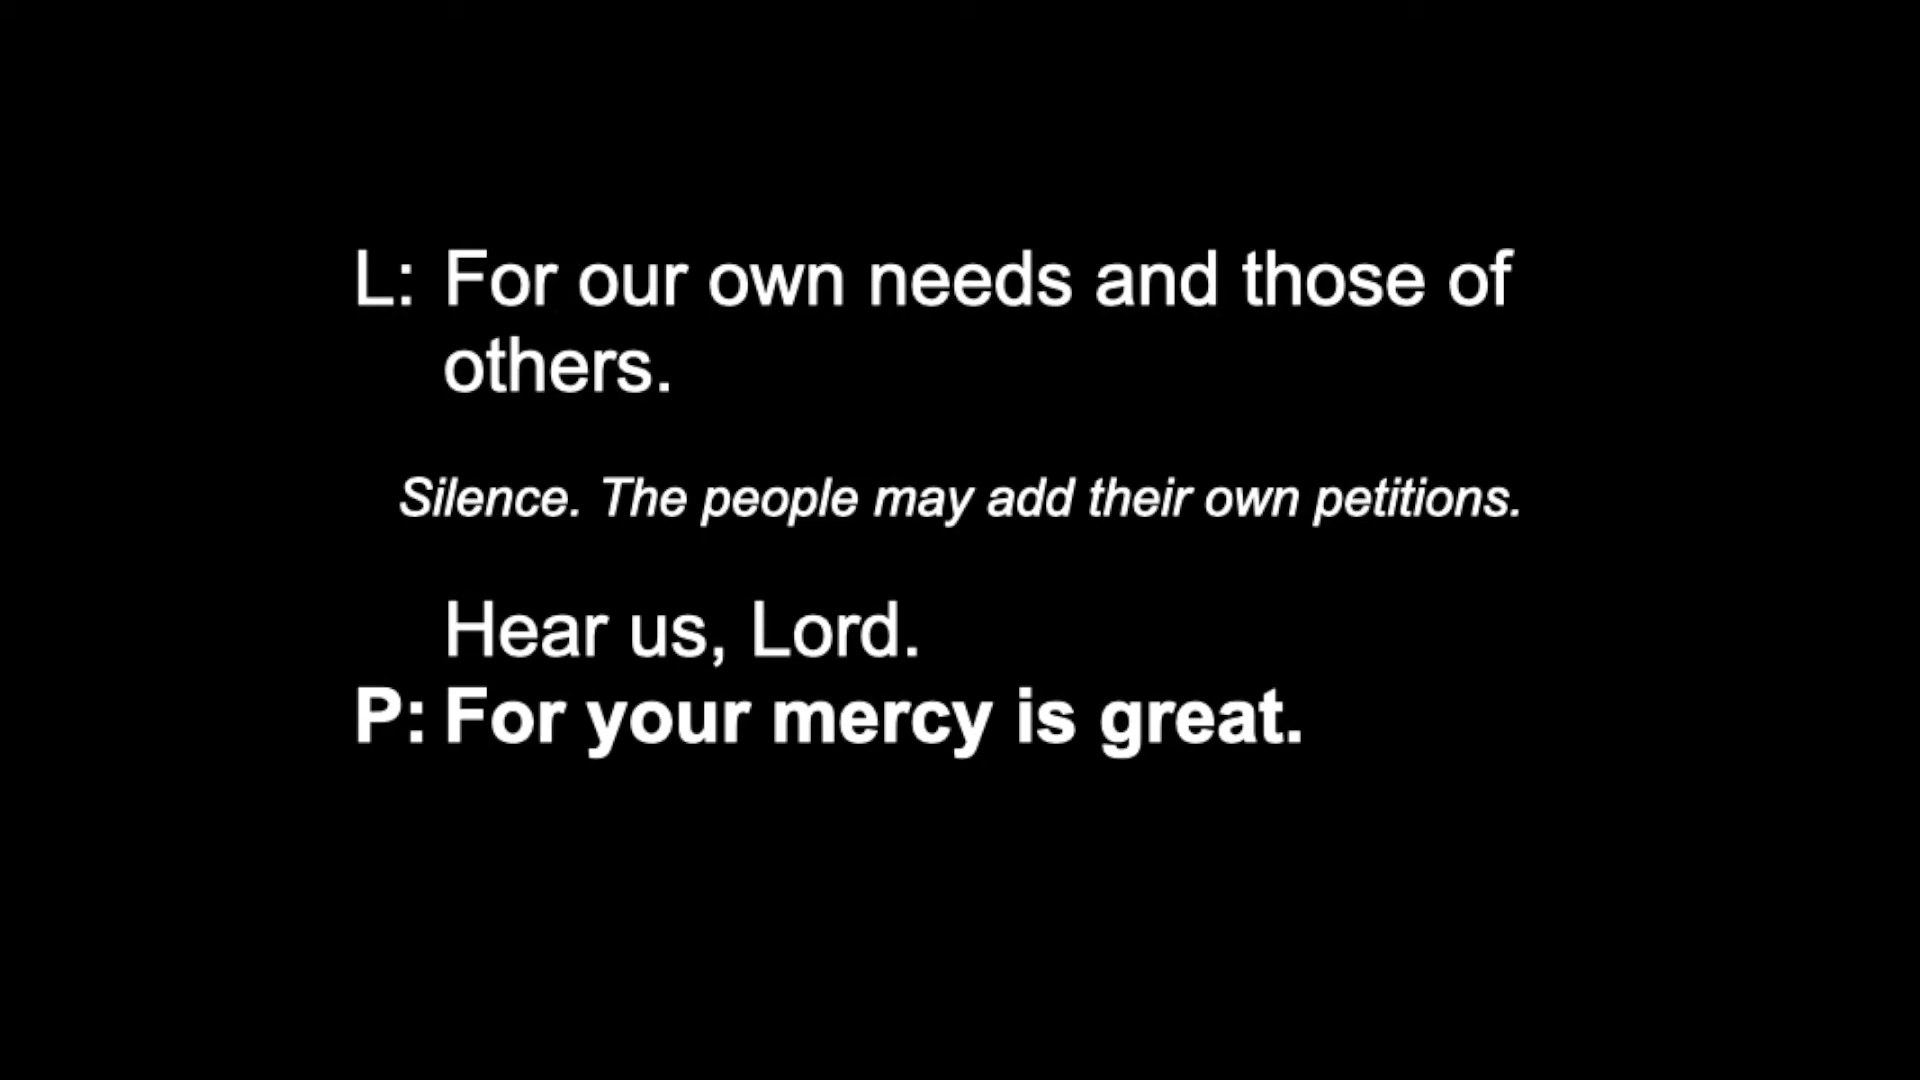 L: For our own needs and those of
others.
Silence. The people may add their own petitions.
Hear us, Lord.
P: For your mercy is great.